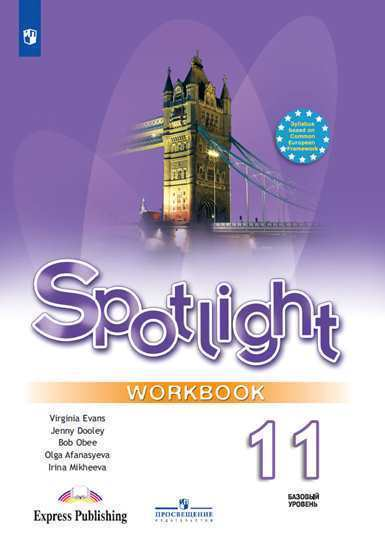 Syllabus
based on
Common
European
Framework
Spotlight
WORKBOOK
Virginia Evans
Jenny Dooley
Bob Obee
Olga Afanasyeva
Irina Mikheeva
11
БАЗОВЫЙ
УРОВЕНЬ
Express Publishing
ПРОСВЕЩЕНИЕ
ИЗДАТЕЛЬСТВО